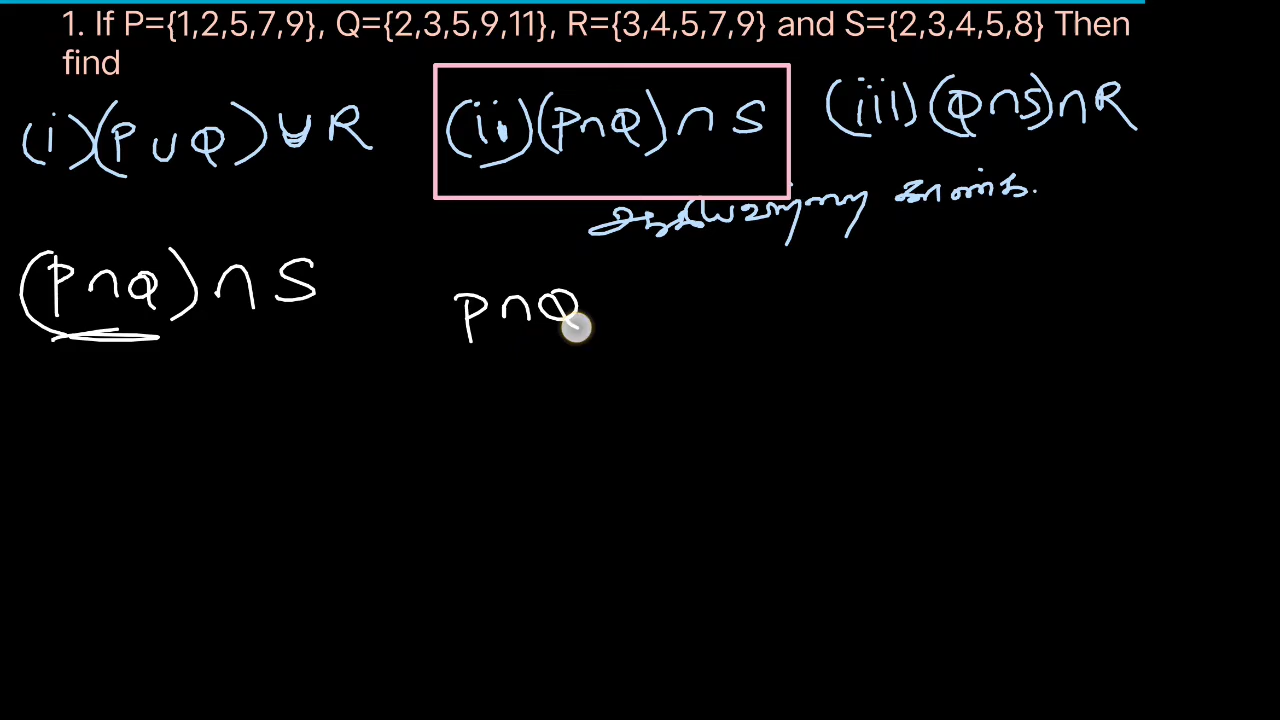 1. If P={1,2,5,7,9}, Q={2,3,5,9,11}, R={3,4,5,7,9} and S={2,3,4,5,8} Then
find
(i)(P∪Q)∪R (ii)(P∩Q)∩S (iii)(P∩S)∩R
(P∩Q)∩S P∩Q